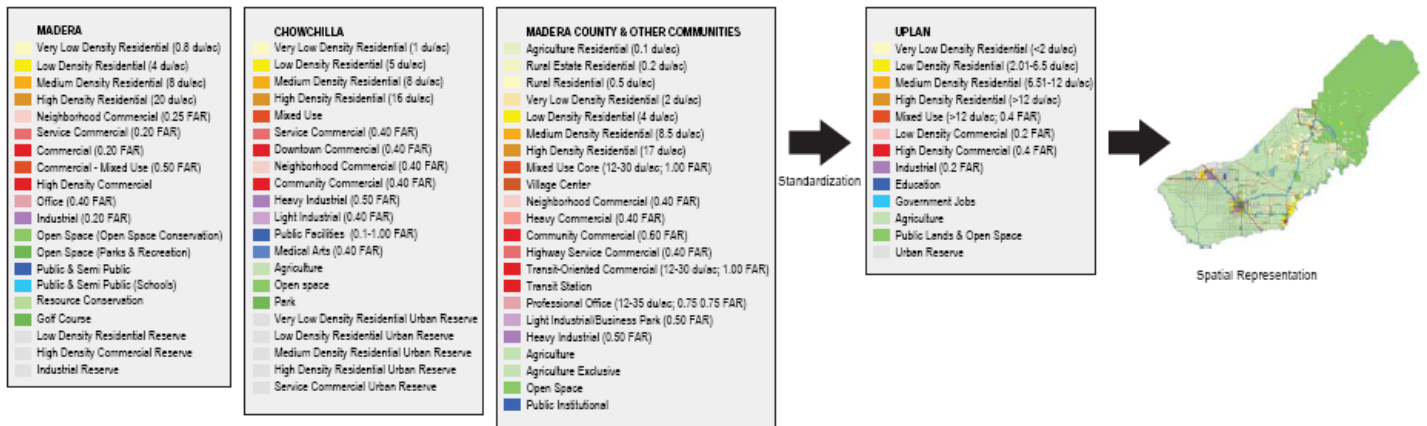 MADERA
Very Low Density Residential (0.8 du/ac)
Low Density Residential (4 du/ac)
Medium Density Residential (8 du/ac)
High Density Residential (20 du/ac)
Neighborhood Commercial (0.25 FAR)
Service Commercial (0.20 FAR)
Commercial (0.20 FAR)
Commercial - Mixed Use (0.50 FAR)
High Density Commercial
Office (0.40 FAR)
Industrial (0.20 FAR)
Open Space (Open Space Conservation)
Open Space (Parks & Recreation)
Public & Semi Public
Public & Semi Public (Schools)
Resource Conservation
Golf Course
Low Density Residential Reserve
High Density Commercial Reserve
Industrial Reserve
CHOWCHILLA
Very Low Density Residential (1 du/ac)
Low Density Residential (5 du/ac)
Medium Density Residential (8 du/ac)
High Density Residential (16 du/ac)
Mixed Use
Service Commercial (0.40 FAR)
Downtown Commercial (0.40 FAR)
Neighborhood Commercial (0.40 FAR)
Community Commercial (0.40 FAR)
Heavy Industrial (0.50 FAR)
Light Industrial (0.40 FAR)
Public Facilities (0.1-1.00 FAR)
Medical Arts (0.40 FAR)
Agriculture
Open space
Park
Very Low Density Residential Urban Reserve
Low Density Residential Urban Reserve
Medium Density Residential Urban Reserve
High Density Residential Urban Reserve
Service Commercial Urban Reserve
MADERA COUNTY & OTHER COMMUNITIES
Agriculture Residential (0.1 du/ac)
Rural Estate Residential (0.2 du/ac)
Rural Residential (0.5 du/ac)
Very Low Density Residential (2 du/ac)
Low Density Residential (4 du/ac)
Medium Density Residential (8.5 du/ac)
High Density Residential (17 du/ac)
Mixed Use Core (12-30 du/ac; 1.00 FAR)
Village Center
Neighborhood Commercial (0.40 FAR)
Heavy Commercial (0.40 FAR)
Community Commercial (0.60 FAR)
Highway Service Commercial (0.40 FAR)
Transit-Oriented Commercial (12-30 du/ac; 1.00 FAR)
Transit Station
Professional Office (12-35 du/ac; 0.75 0.75 FAR)
Light Industrial/Business Park (0.50 FAR)
Heavy Industrial (0.50 FAR)
Agriculture
Agriculture Exclusive
Open Space
Public Institutional
Standardization
UPLAN
Very Low Density Residential (<2 du/ac)
Low Density Residential (2.01-6.5 du/ac)
Medium Density Residential (6.51-12 du/ac)
High Density Residential (>12 du/ac)
Mixed Use (>12 du/ac; 0.4 FAR)
Low Density Commercial (0.2 FAR)
High Density Commercial (0.4 FAR)
Industrial (0.2 FAR)
Education
Government Jobs
Agriculture
Public Lands & Open Space
Urban Reserve
Spatial Representation